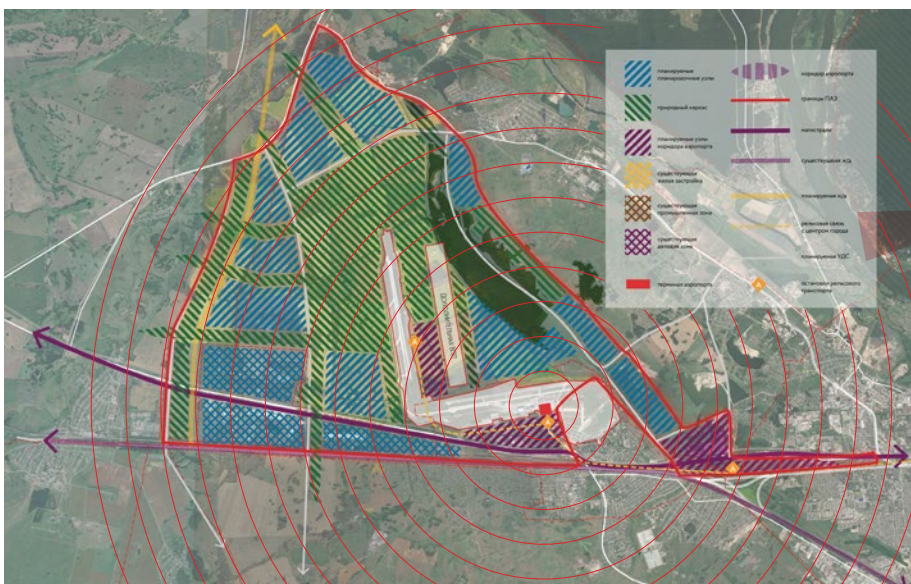 планируемые
планировочные узлы
природный каркас
планируемые узлы
коридора аэропорта
существующая
жилая застройка
существующая
промышленная зона
существующая
деловая зона
терминал аэропорта
коридор аэропорта
границы ПАЗ
магистрали
существующая ж/д
планируемая ж/д
рельсовая связь
с центром города
планируемая УДС
остановки рельсового
транспорта